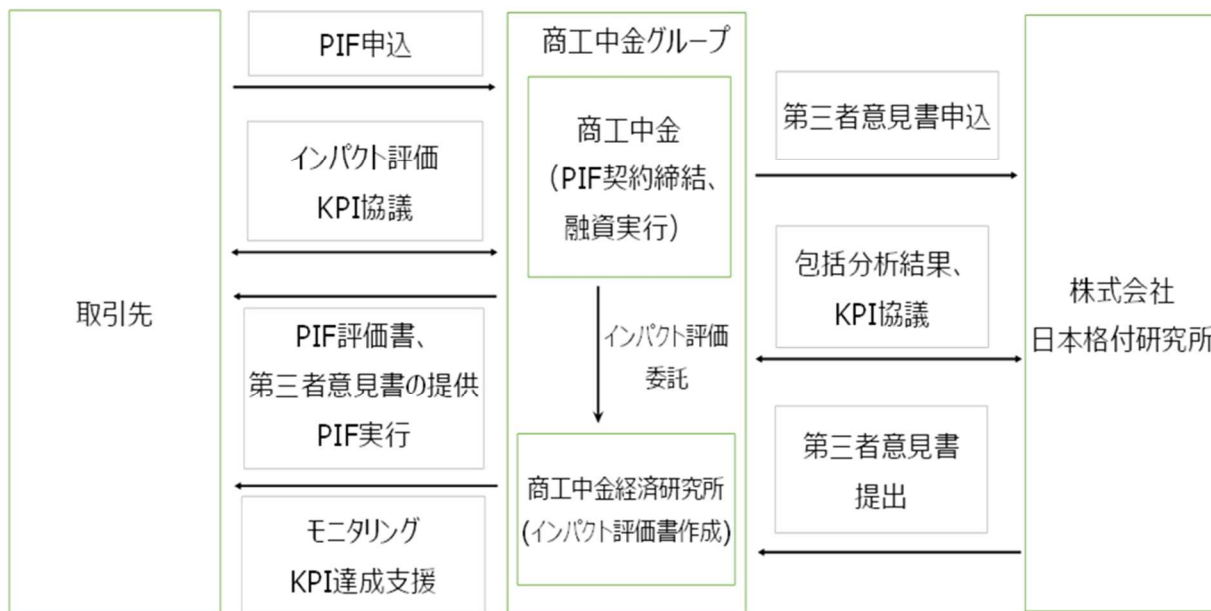 取引先
PIF申込
インパクト評価
KPI協議
PIF評価書、
第三者意見書の提供
PIF実行
モニタリング
KPI達成支援
商工中金グループ
商工中金
（PIF契約締結、
融資実行）
インパクト評価
委託
商工中金経済研究所
(インパクト評価書作成)
第三者意見書申込
包括分析結果、
KPI協議
第三者意見書
提出
株式会社
日本格付研究所